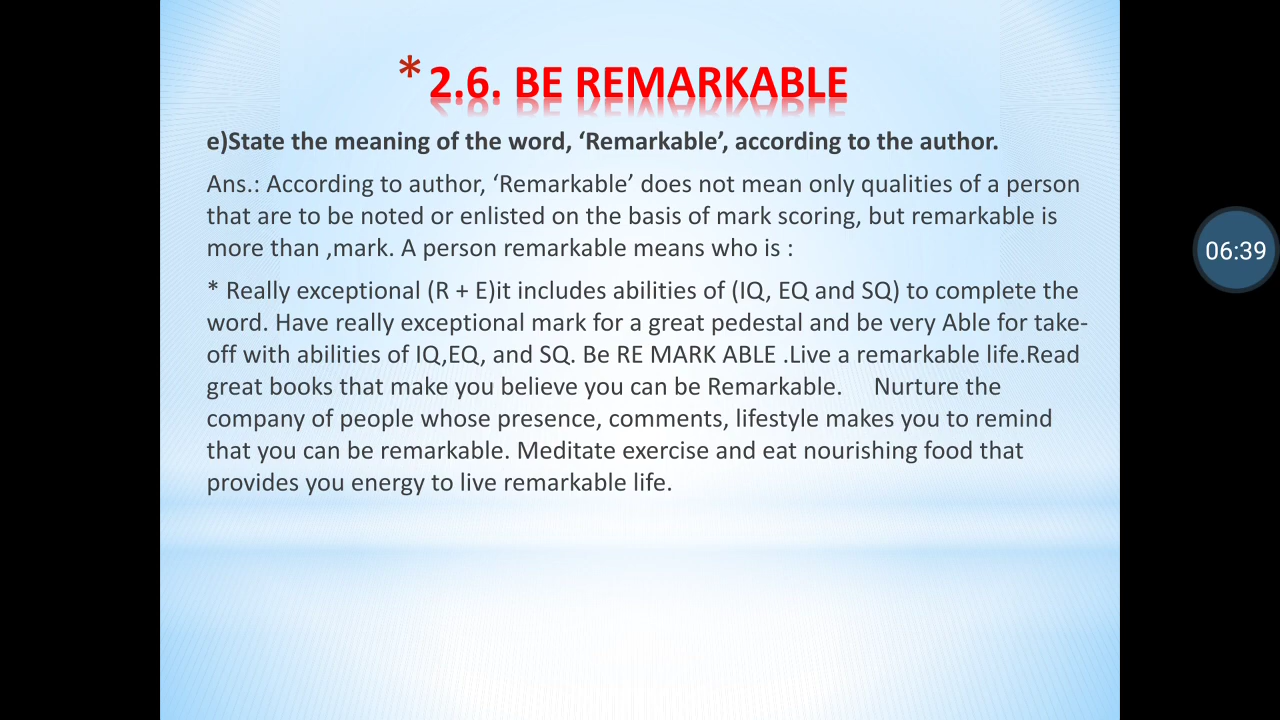 * 2.6. BE REMARKABLE
e)State the meaning of the word, ‘Remarkable’, according to the author.
Ans.: According to author, ‘Remarkable’ does not mean only qualities of a person
that are to be noted or enlisted on the basis of mark scoring, but remarkable is
more than ,mark. A person remarkable means who is :
* Really exceptional (R + E)it includes abilities of (IQ, EQ and SQ) to complete the
word. Have really exceptional mark for a great pedestal and be very Able for take-
off with abilities of IQ,EQ, and SQ. Be RE MARK ABLE .Live a remarkable life.Read
great books that make you believe you can be Remarkable.    Nurture the
company of people whose presence, comments, lifestyle makes you to remind
that you can be remarkable. Meditate exercise and eat nourishing food that
provides you energy to live remarkable life.
06:39